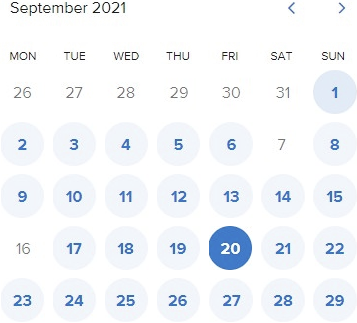 September 2021
MON TUE WED THU FRI SAT SUN
26 27 28 29 30 31 1
2 3 4 5 6 7 8
9 10 11 12 13 14 15
16 17 18 19 20 21 22
23 24 25 26 27 28 29